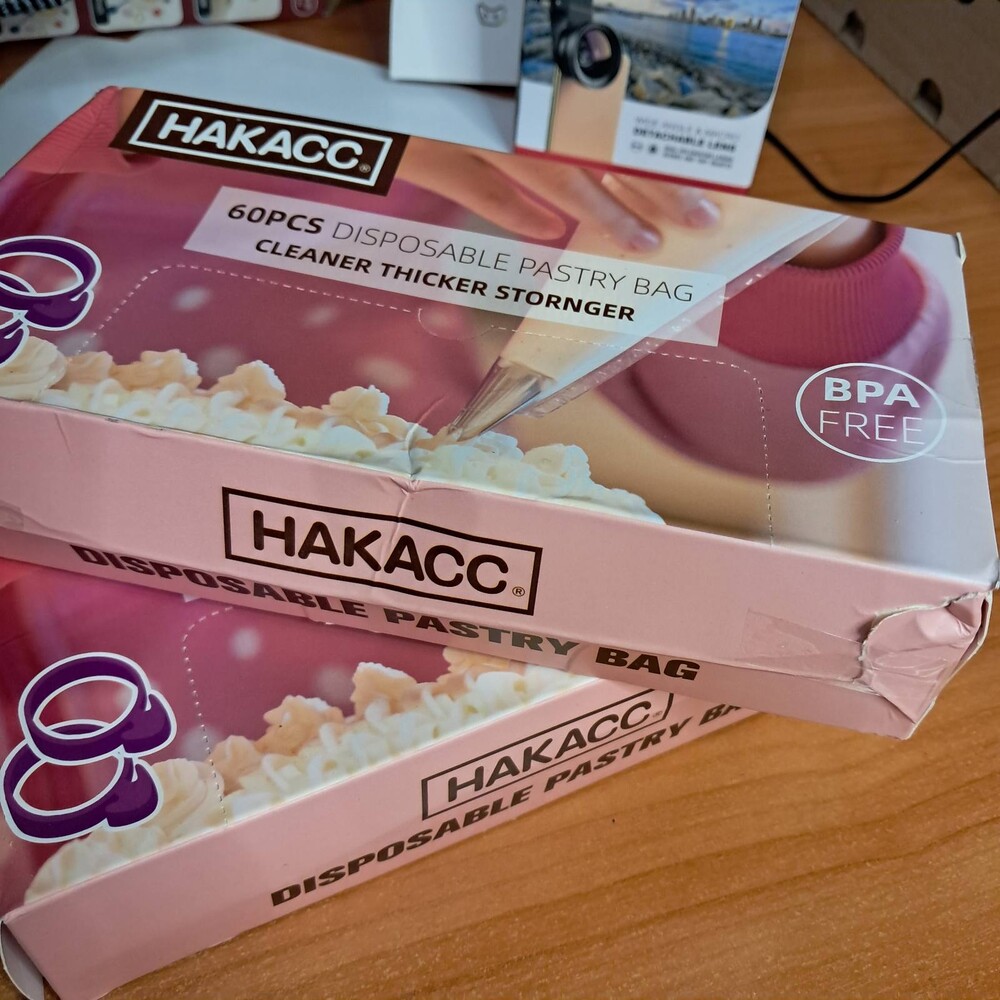 HAKACC®
60PCS DISPOSABLE PASTRY BAG
CLEANER THICKER STORNGER
BPA
FREE
HAKACC®
DISPOSABLE PASTRY BAG
HAKACC
DISPOSABLE PASTRY BA
DETACHABLE LENS